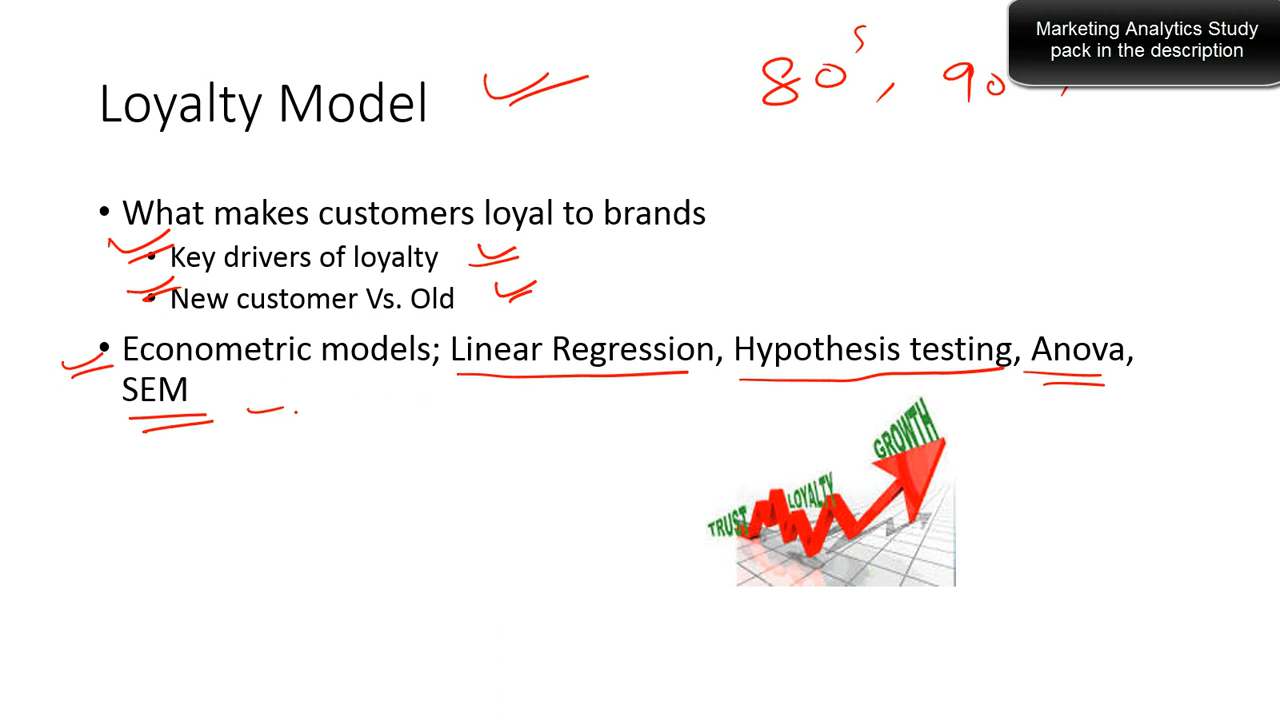 Marketing Analytics Study
pack in the description
80s, 90
Loyalty Model
• What makes customers loyal to brands
• Key drivers of loyalty
• New customer Vs. Old
• Econometric models; Linear Regression, Hypothesis testing, Anova,
SEM
GROWTH
LOYALTY
TRUST